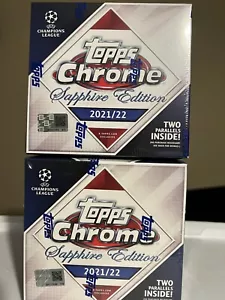 CHAMPIONS
LEAGUE
Topps
Chrome
Sapphire Edition
2021/22
TWO
PARALLELS
INSIDE!
CHAMPIONS
LEAGUE
Topps
Chrome
Sapphire Edition
2021/22
TWO
PARALLELS
INSIDE!